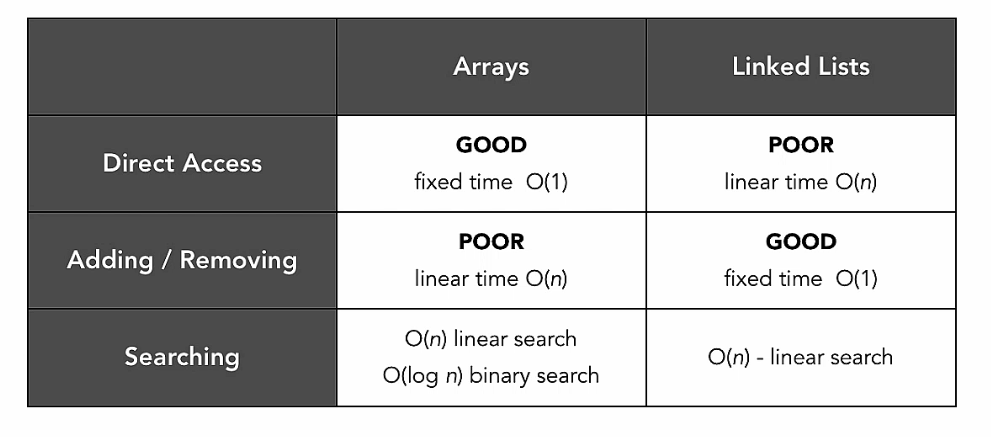 Arrays
Linked Lists
Direct Access
GOOD
fixed time O(1)
POOR
linear time O(n)
Adding / Removing
POOR
linear time O(n)
GOOD
fixed time O(1)
Searching
O(n) linear search
O(log n) binary search
O(n) - linear search